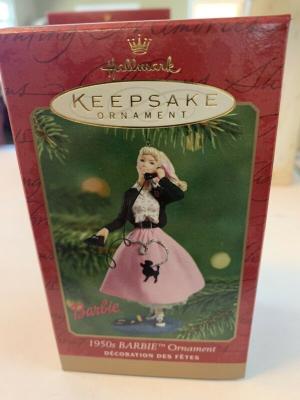 Hallmark
KEEPSAKE
ORNAMENT
Barbie
1950s BARBIE™ Ornament
DÉCORATION DES FÊTES